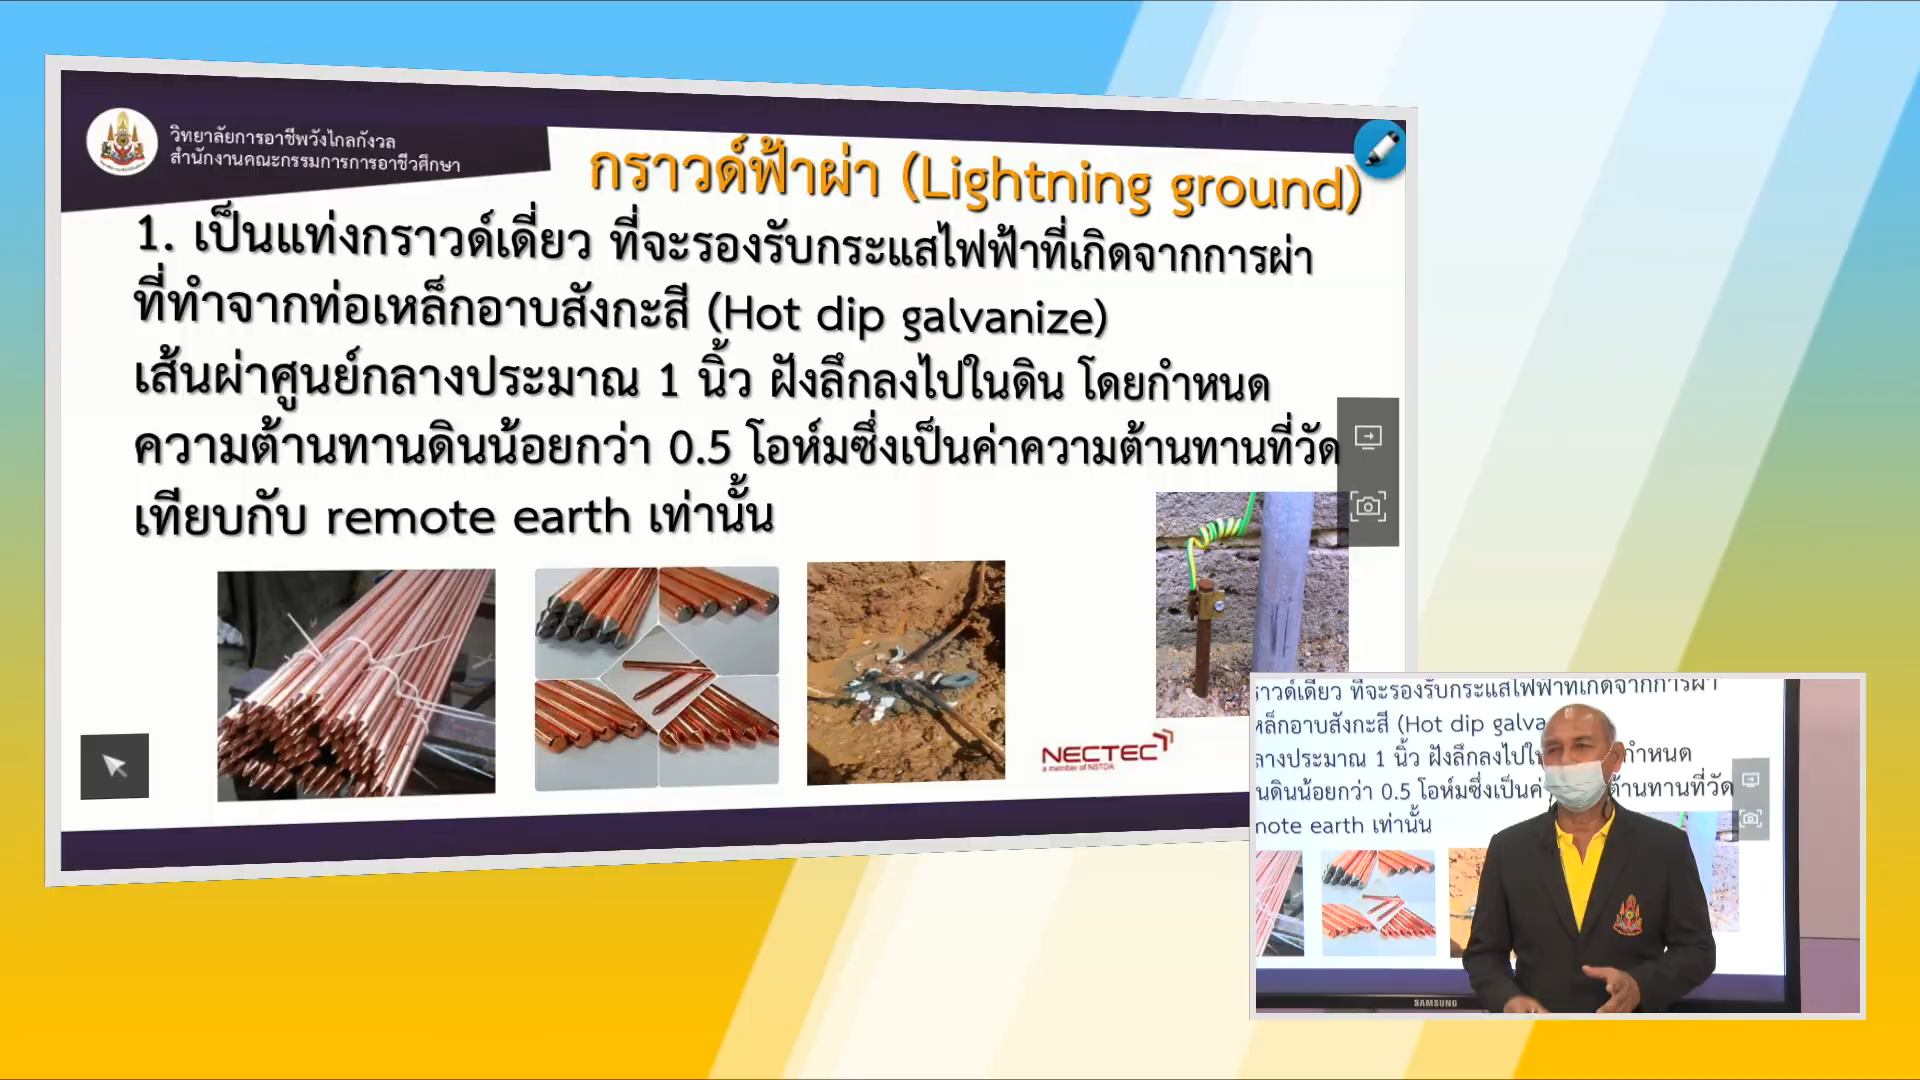 วิทยาลัยการอาชีพวังไกลกังวล
สำนักงานคณะกรรมการการอาชีวศึกษา
กราวด์ฟ้าผ่า (Lightning ground)
1. เป็นแท่งกราวด์เดี่ยว ที่จะรองรับกระแสไฟฟ้าที่เกิดจากการผ่า
ที่ทำจากท่อเหล็กอาบสังกะสี (Hot dip galvanize)
เส้นผ่าศูนย์กลางประมาณ 1 นิ้ว ฝังลึกลงไปในดิน โดยกำหนด
ความต้านทานดินน้อยกว่า 0.5 โอห์มซึ่งเป็นค่าความต้านทานที่วัด
เทียบกับ remote earth เท่านั้น
NECTEC
a member of NSTDA
ราวด์เดี่ยว ที่จะรองรับกระแสไฟฟ้าที่เกิดจากการผ่า
หล็กอาบสังกะสี (Hot dip galva
ลางประมาณ 1 นิ้ว ฝังลึกลงไปใน กำหนด
นดินน้อยกว่า 0.5 โอห์มซึ่งเป็นค่า ต้านทานที่วัด
mote earth เท่านั้น
SAMSUNG